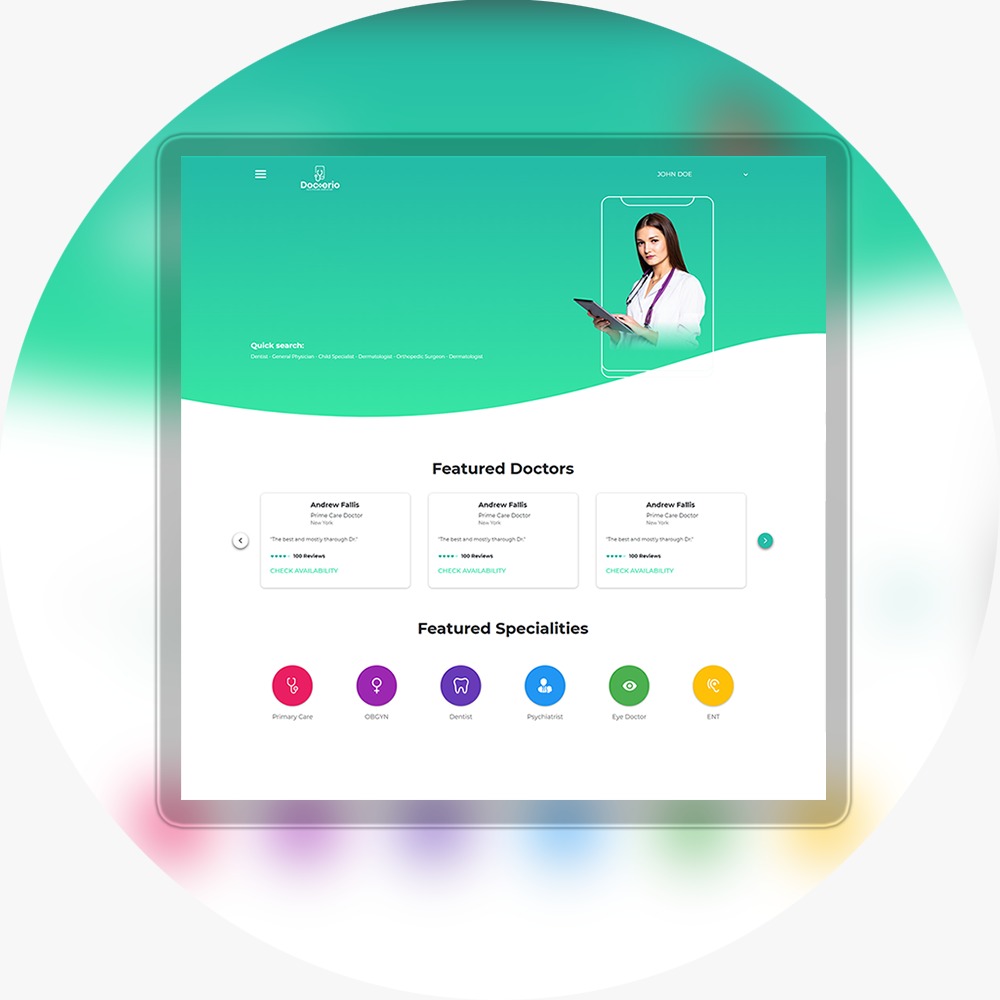 JOHN DOE
Doctorio
Quick search:
Dentist - General Physician - Child Specialist - Dermatologist - Orthopedic Surgeon - Dermatologist
Featured Doctors
Andrew Fallis
Prime Care Doctor
New York
"The best and mostly tharough Dr."
100 Reviews
CHECK AVAILABILITY
Andrew Fallis
Prime Care Doctor
New York
"The best and mostly tharough Dr."
100 Reviews
CHECK AVAILABILITY
Andrew Fallis
Prime Care Doctor
New York
"The best and mostly tharough Dr."
100 Reviews
CHECK AVAILABILITY
Featured Specialities
Primary Care
OBGYN
Dentist
Psychiatrist
Eye Doctor
ENT